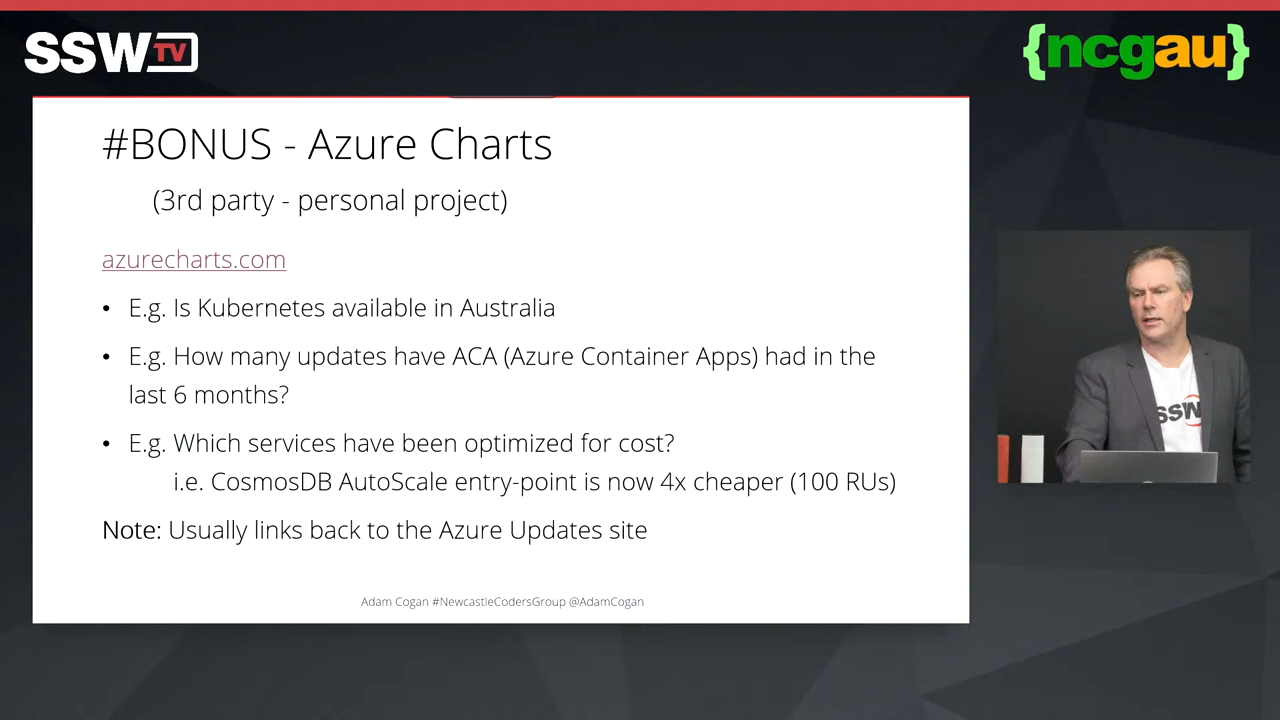 SSW TV
{ncgau}
#BONUS - Azure Charts
(3rd party - personal project)
azurecharts.com
• E.g. Is Kubernetes available in Australia
• E.g. How many updates have ACA (Azure Container Apps) had in the
last 6 months?
• E.g. Which services have been optimized for cost?
i.e. CosmosDB AutoScale entry-point is now 4x cheaper (100 RUs)
Note: Usually links back to the Azure Updates site
SSW
Adam Cogan #NewcastleCodersGroup @AdamCogan